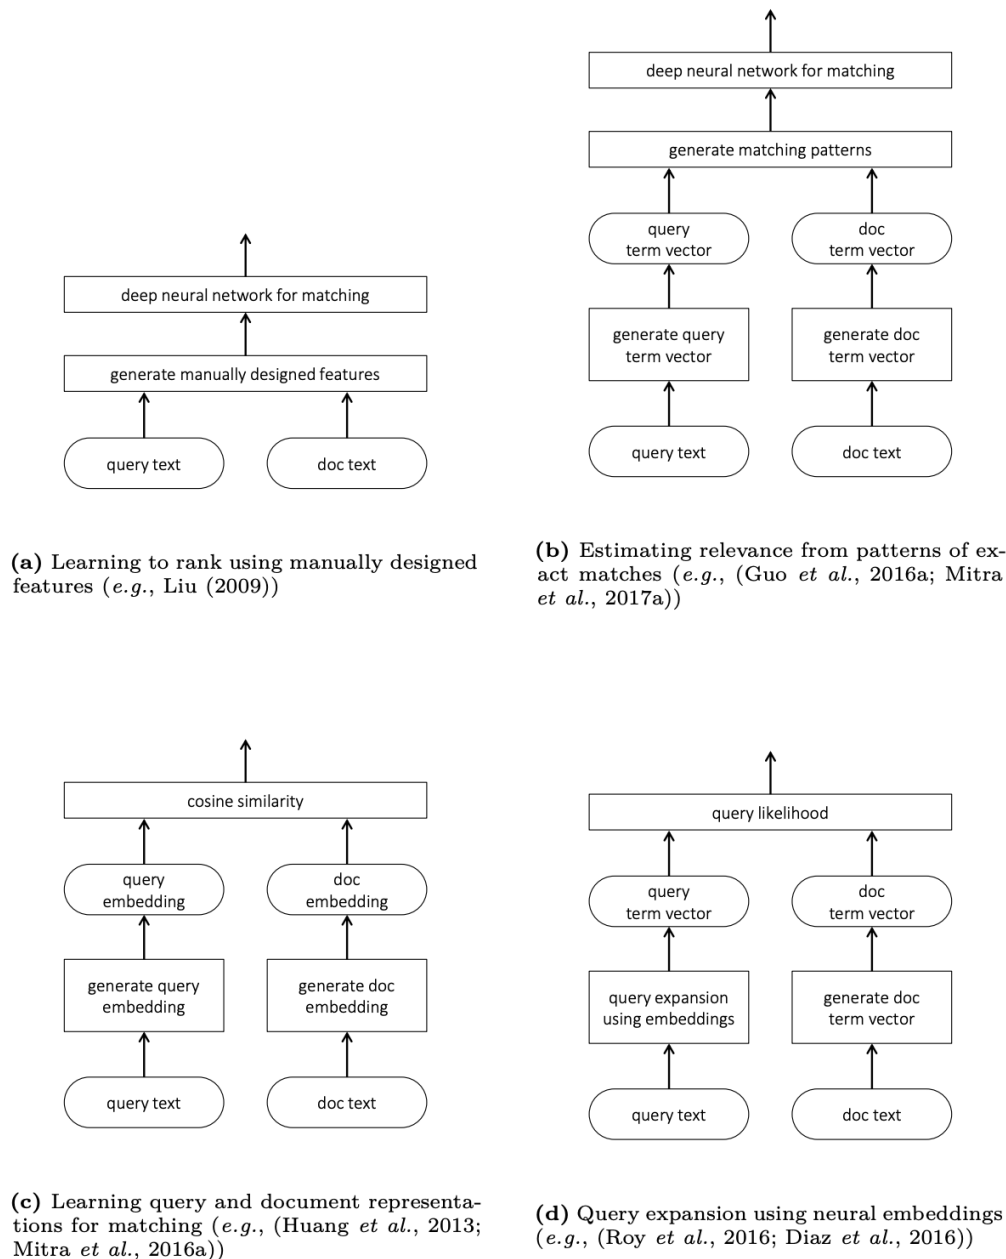 deep neural network for matching
generate manually designed features
query text
doc text
(a) Learning to rank using manually designed
features (e.g., Liu (2009))
deep neural network for matching
generate matching patterns
query
term vector
doc
term vector
generate query
term vector
generate doc
term vector
query text
doc text
(b) Estimating relevance from patterns of ex-
act matches (e.g., (Guo et al., 2016a; Mitra
et al., 2017a))
cosine similarity
query
embedding
doc
embedding
generate query
embedding
generate doc
embedding
query text
doc text
(c) Learning query and document representa-
tions for matching (e.g., (Huang et al., 2013;
Mitra et al., 2016a))
query likelihood
query
term vector
doc
term vector
query expansion
using embeddings
generate doc
term vector
query text
doc text
(d) Query expansion using neural embeddings
(e.g., (Roy et al., 2016; Diaz et al., 2016))